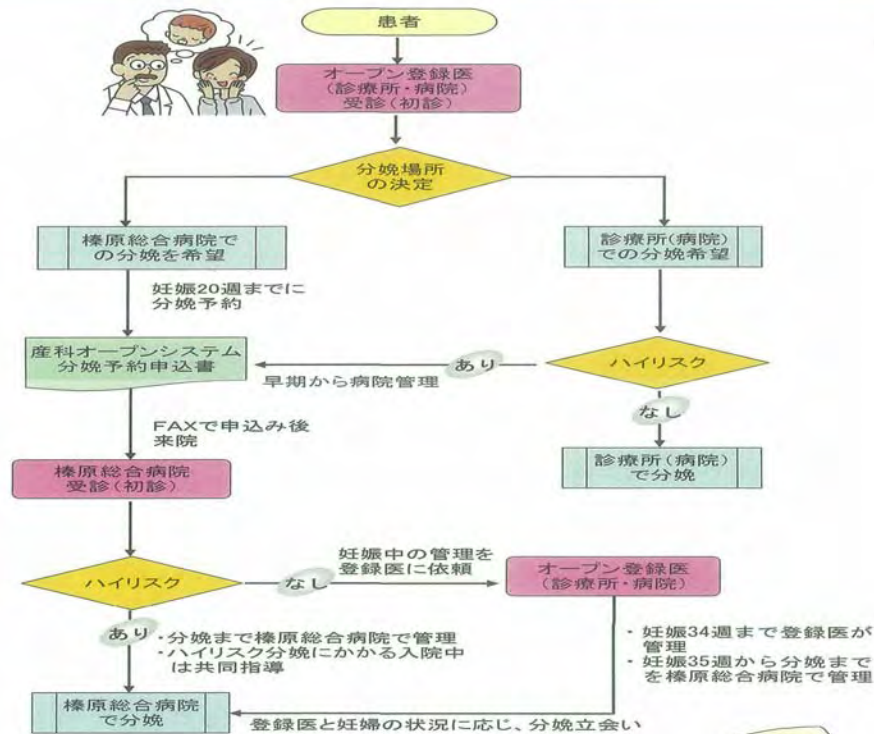 患者
オープン登録医
(診療所・病院)
受診(初診)
分娩場所
の決定
榛原総合病院で
の分娩を希望
診療所(病院)
での分娩希望
妊娠20週までに
分娩予約
産科オープンシステム
分娩予約申込書
ハイリスク
あり
早期から病院管理
なし
診療所(病院)
で分娩
FAXで申込み後
来院
榛原総合病院
受診(初診)
ハイリスク
なし
妊娠中の管理を
登録医に依頼
オープン登録医
(診療所・病院)
あり
・分娩まで榛原総合病院で管理
・ハイリスク分娩にかかる入院中
は共同指導
・妊娠34週まで登録医が
管理
・妊娠35週から分娩まで
を榛原総合病院で管理
榛原総合病院
で分娩
登録医と妊婦の状況に応じ、分娩立会い